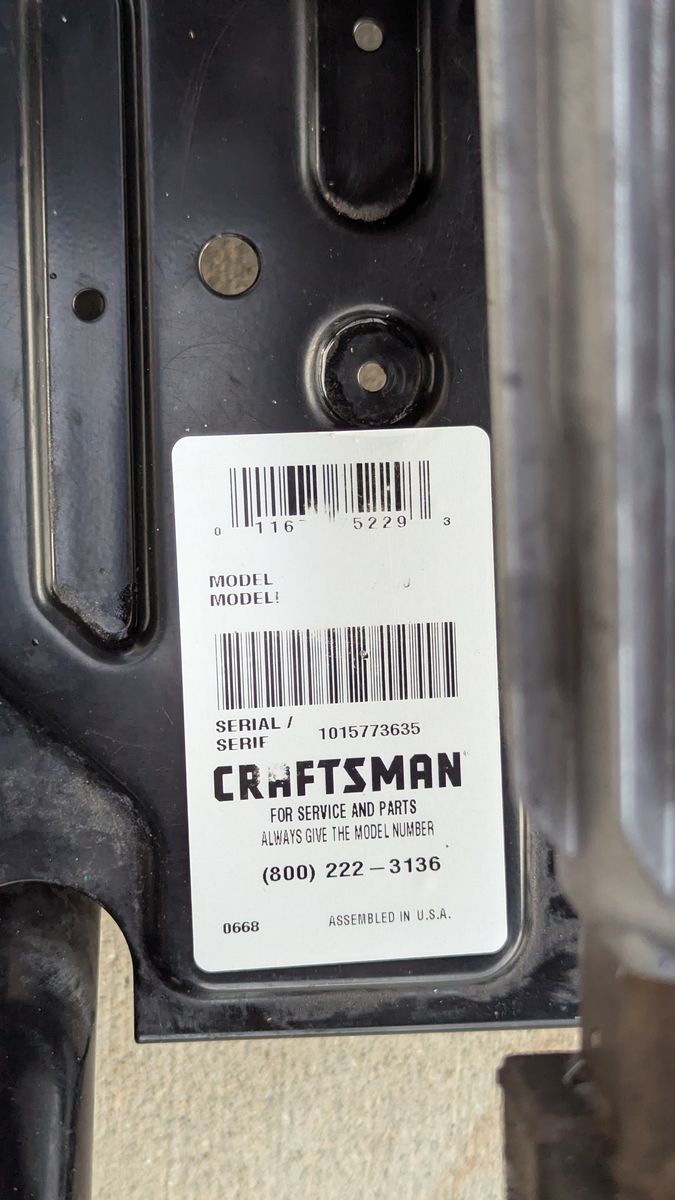 0 116 5229 3
MODEL
MODEL
SERIAL / 1015773635
SERIE
CRAFTSMAN
FOR SERVICE AND PARTS
ALWAYS GIVE THE MODEL NUMBER
(800) 222-3136
0668 ASSEMBLED IN U.S.A.